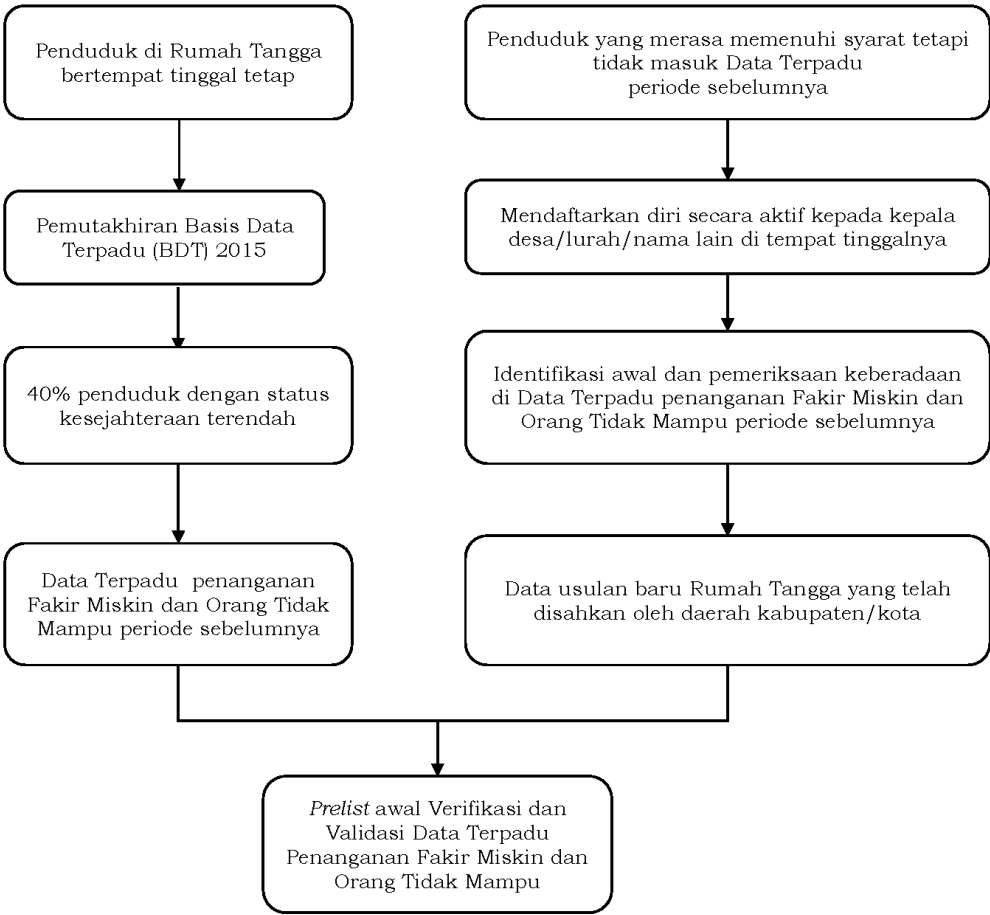 Penduduk di Rumah Tangga
bertempat tinggal tetap
Pemutakhiran Basis Data
Terpadu (BDT) 2015
40% penduduk dengan status
kesejahteraan terendah
Data Terpadu penanganan
Fakir Miskin dan Orang Tidak
Mampu periode sebelumnya
Penduduk yang merasa memenuhi syarat tetapi
tidak masuk Data Terpadu
periode sebelumnya
Mendaftarkan diri secara aktif kepada kepala
desa/lurah/nama lain di tempat tinggalnya
Identifikasi awal dan pemeriksaan keberadaan
di Data Terpadu penanganan Fakir Miskin dan
Orang Tidak Mampu periode sebelumnya
Data usulan baru Rumah Tangga yang telah
disahkan oleh daerah kabupaten/kota
Prelist awal Verifikasi dan
Validasi Data Terpadu
Penanganan Fakir Miskin dan
Orang Tidak Mampu